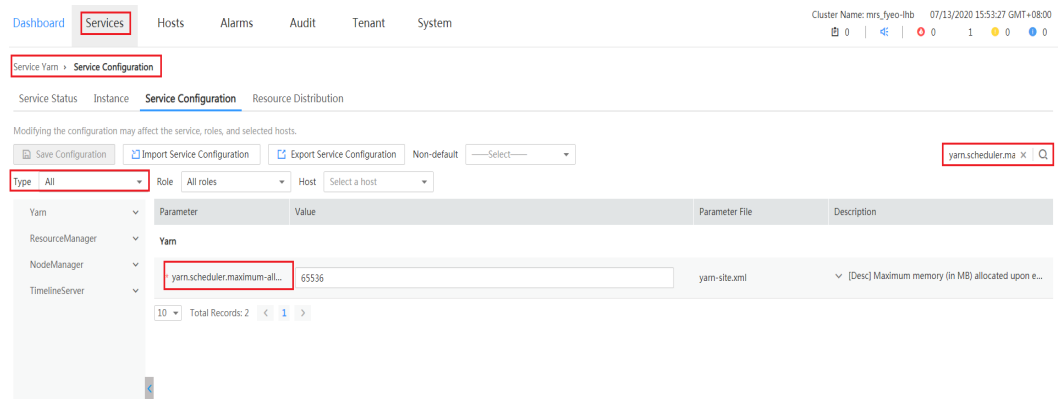 Dashboard Services Hosts Alarms Audit Tenant System
Cluster Name: mrs_fyeo-lhb 07/13/2020 15:53:27 GMT+08:00
0 0 1 0 0
Service Yarn › Service Configuration
Service Status Instance Service Configuration Resource Distribution
Modifying the configuration may affect the service, roles, and selected hosts.
Save Configuration Import Service Configuration Export Service Configuration Non-default ——Select—— yarn.scheduler.ma ×
Type All Role All roles Host Select a host
Yarn
ResourceManager
NodeManager
TimelineServer
Parameter Value Parameter File Description
Yarn
* yarn.scheduler.maximum-all... 65536 yarn-site.xml [Desc] Maximum memory (in MB) allocated upon e...
10 Total Records: 2 < 1 >